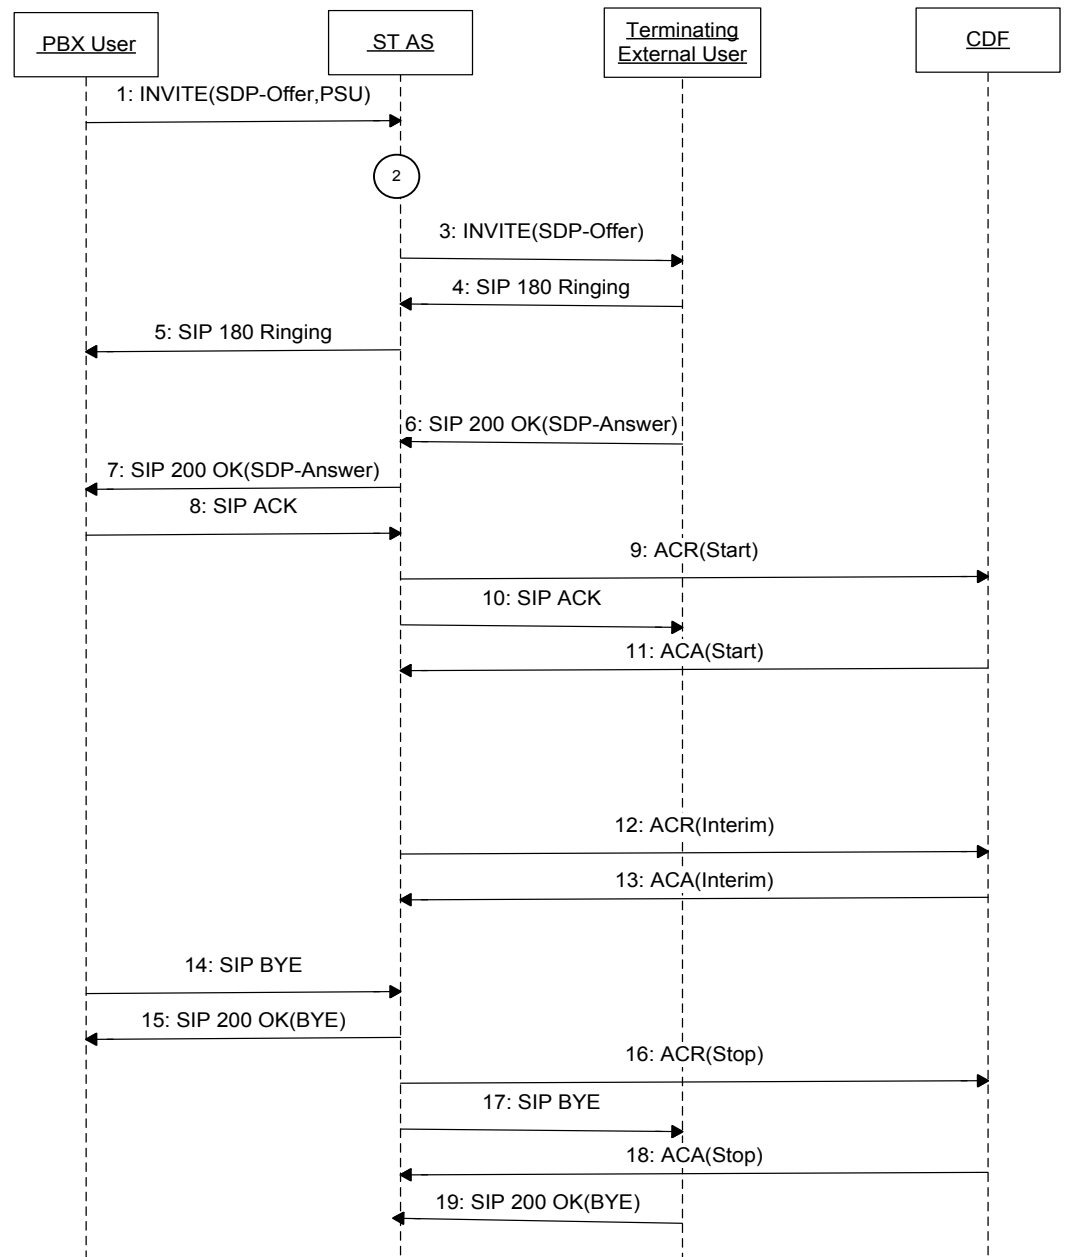 PBX User
ST AS
Terminating
External User
CDF
1: INVITE(SDP-Offer,PSU)
2
3: INVITE(SDP-Offer)
4: SIP 180 Ringing
5: SIP 180 Ringing
6: SIP 200 OK(SDP-Answer)
7: SIP 200 OK(SDP-Answer)
8: SIP ACK
9: ACR(Start)
10: SIP ACK
11: ACA(Start)
12: ACR(Interim)
13: ACA(Interim)
14: SIP BYE
15: SIP 200 OK(BYE)
16: ACR(Stop)
17: SIP BYE
18: ACA(Stop)
19: SIP 200 OK(BYE)